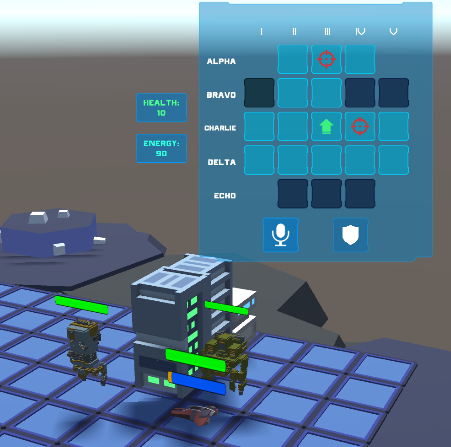 I II III IV V
ALPHA
BRAVO
CHARLIE
DELTA
ECHO
HEALTH:
10
ENERGY:
90